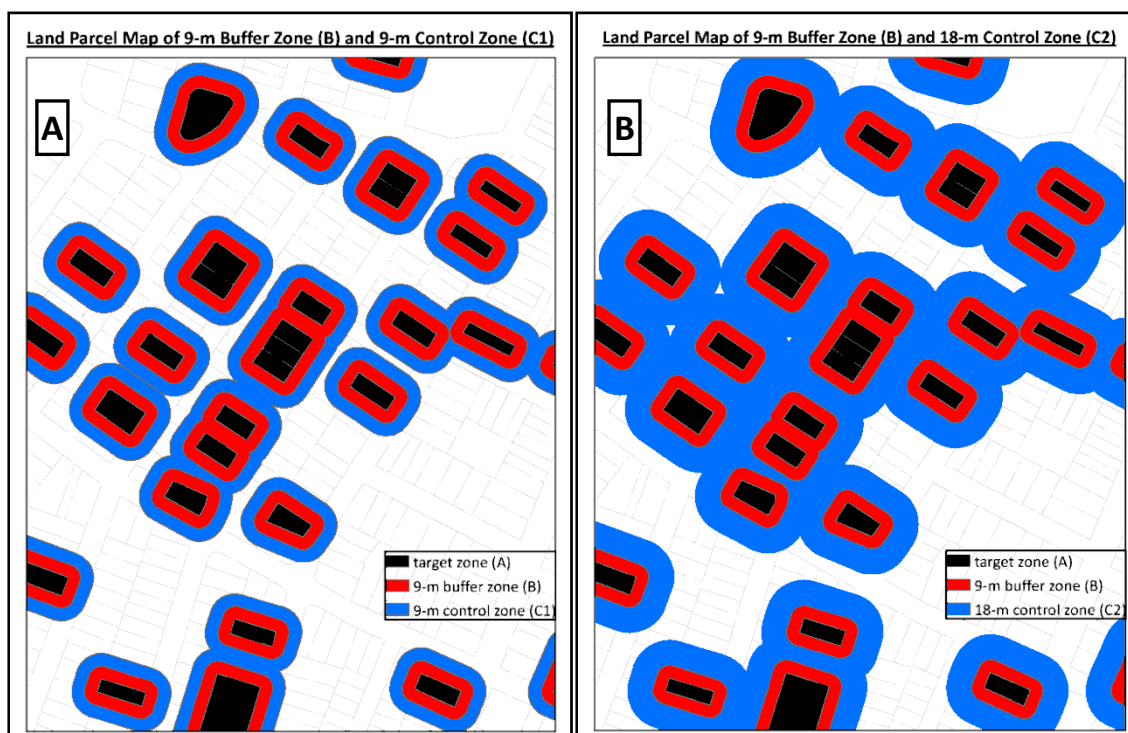 Land Parcel Map of 9-m Buffer Zone (B) and 9-m Control Zone (C1)
A
target zone (A)
9-m buffer zone (B)
9-m control zone (C1)
Land Parcel Map of 9-m Buffer Zone (B) and 18-m Control Zone (C2)
B
target zone (A)
9-m buffer zone (B)
18-m control zone (C2)